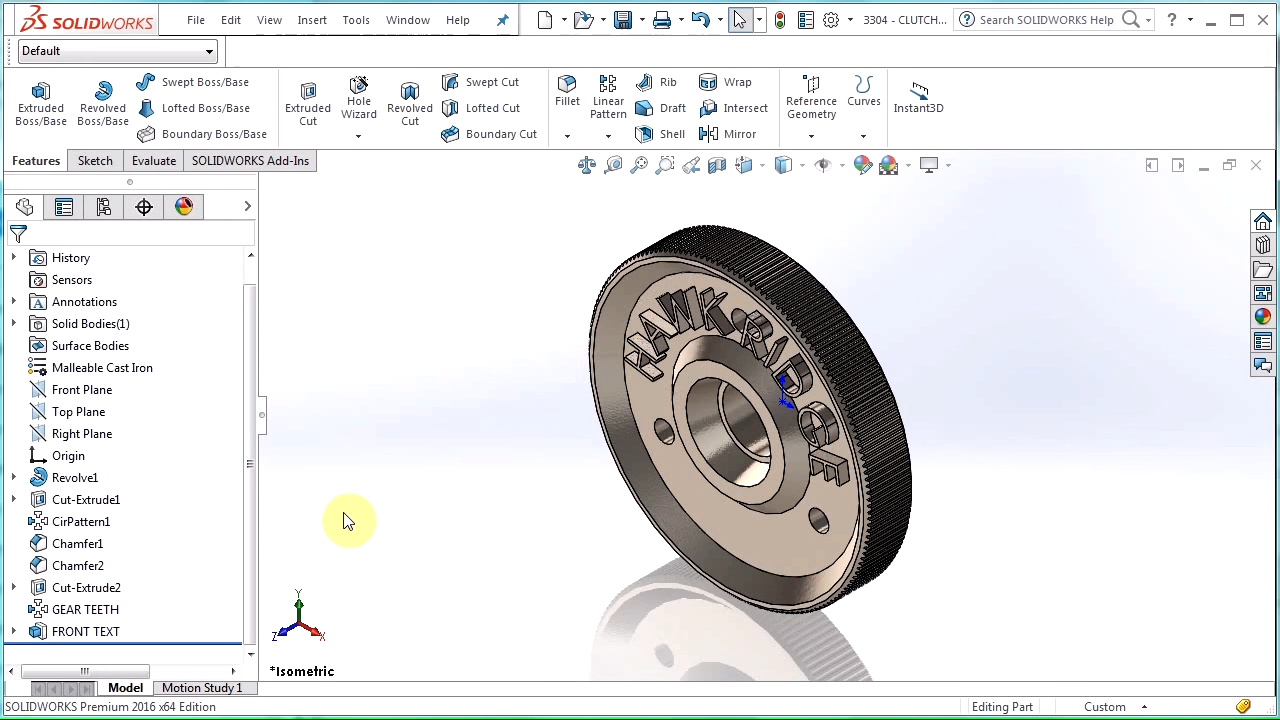 SOLIDWORKS File Edit View Insert Tools Window Help 3304 - CLUTCH... Search SOLIDWORKS Help
Default
Extruded Boss/Base
Revolved Boss/Base
Swept Boss/Base
Lofted Boss/Base
Boundary Boss/Base
Extruded Cut
Hole Wizard
Revolved Cut
Swept Cut
Lofted Cut
Boundary Cut
Fillet
Linear Pattern
Rib
Draft
Shell
Wrap
Intersect
Mirror
Reference Geometry
Curves
Instant3D
Features Sketch Evaluate SOLIDWORKS Add-Ins
History
Sensors
Annotations
Solid Bodies(1)
Surface Bodies
Malleable Cast Iron
Front Plane
Top Plane
Right Plane
Origin
Revolve1
Cut-Extrude1
CirPattern1
Chamfer1
Chamfer2
Cut-Extrude2
GEAR TEETH
FRONT TEXT
HAWK RIDGE
Y
Z X
*Isometric
Model Motion Study 1
SOLIDWORKS Premium 2016 x64 Edition Editing Part Custom